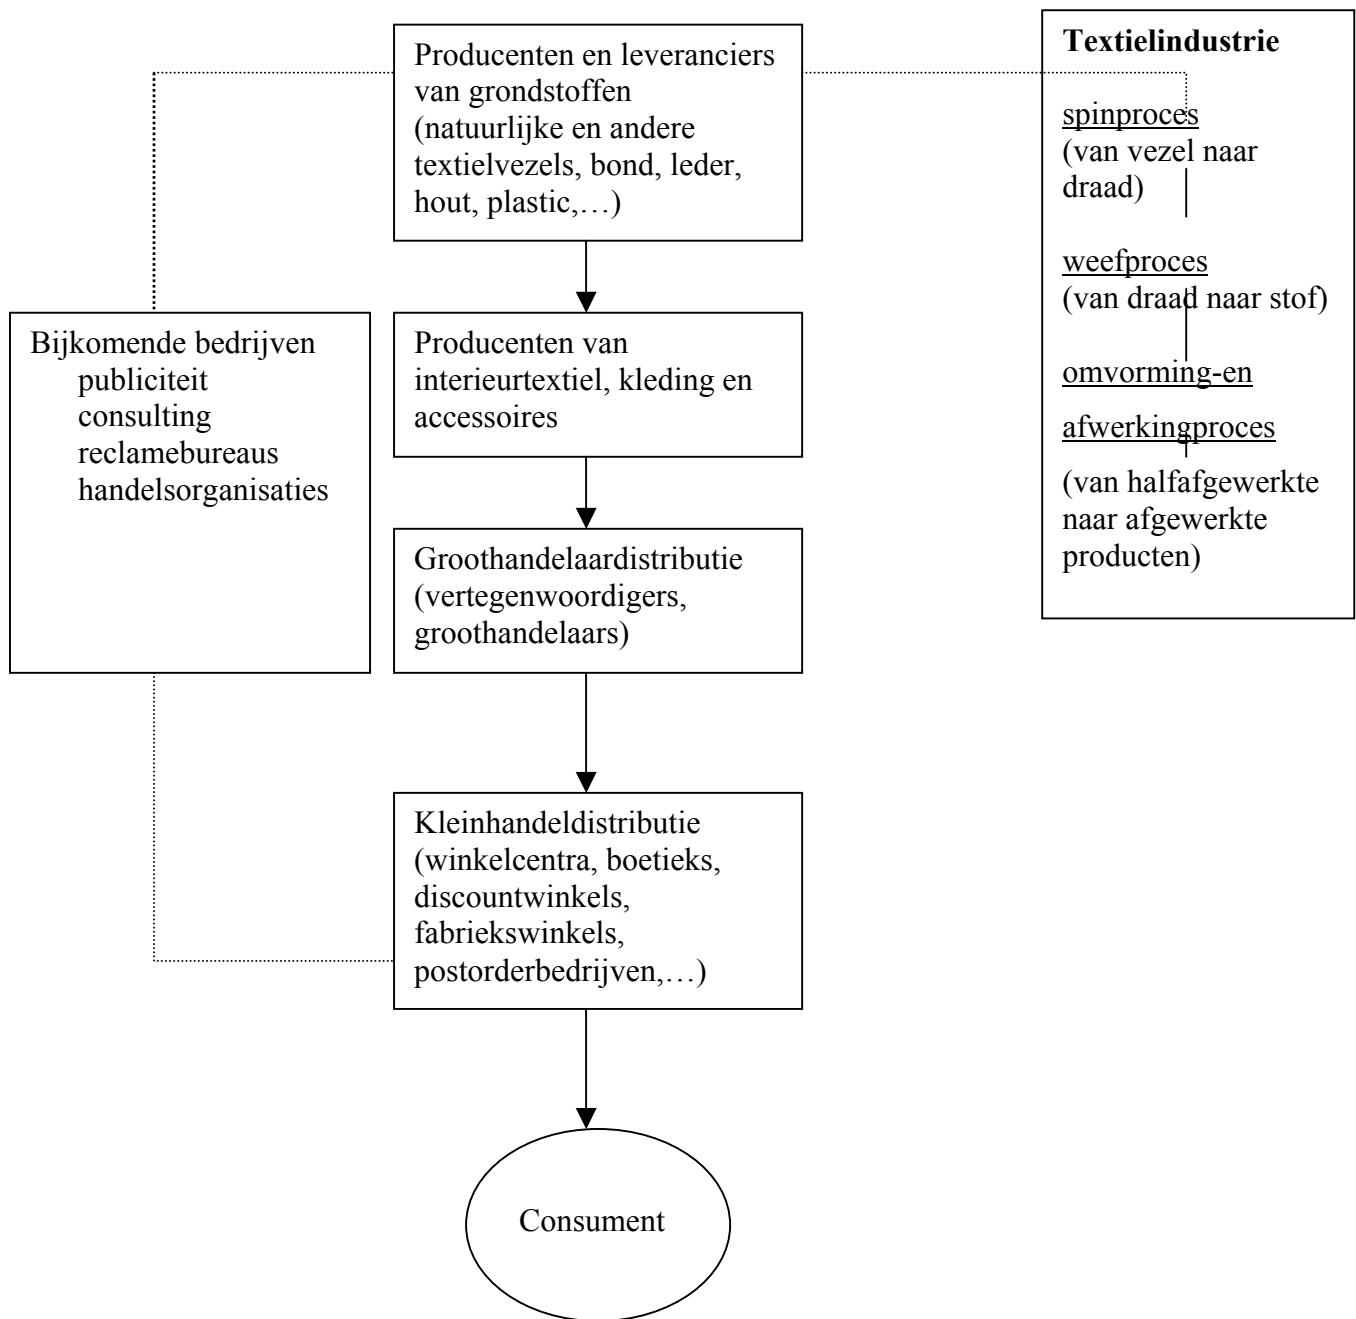 Producenten en leveranciers
van grondstoffen
(natuurlijke en andere
textielvezels, bond, leder,
hout, plastic,…)
Textielindustrie
spinproces
(van vezel naar
draad)
weefproces
(van draad naar stof)
omvorming-en
afwerkingproces
(van halfafgewerkte
naar afgewerkte
producten)
Bijkomende bedrijven
publiciteit
consulting
reclamebureaus
handelsorganisaties
Producenten van
interieurtextiel, kleding en
accessoires
Groothandelaardistributie
(vertegenwoordigers,
groothandelaars)
Kleinhandeldistributie
(winkelcentra, boetieks,
discountwinkels,
fabriekswinkels,
postorderbedrijven,…)
Consument